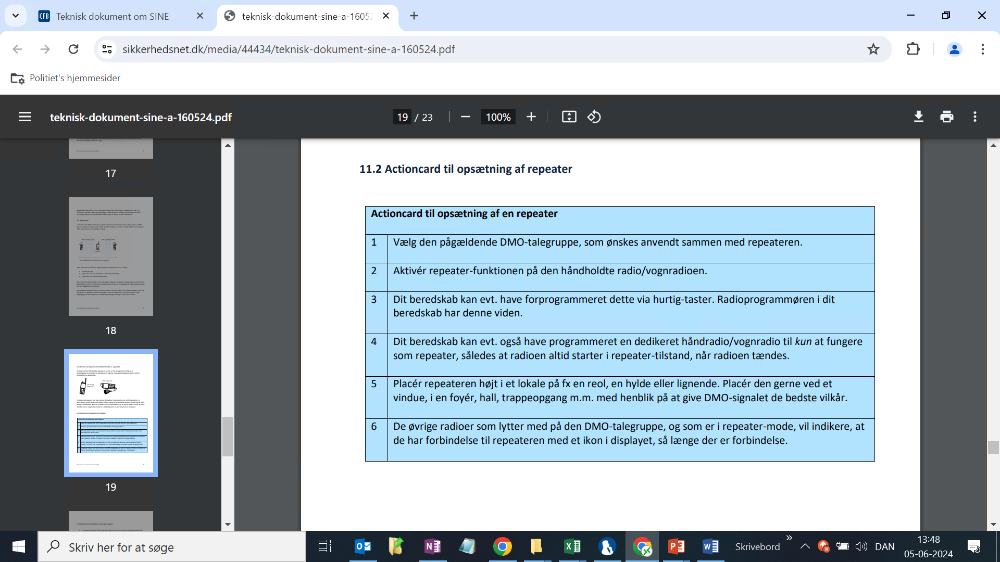 Teknisk dokument om SINE
teknisk-dokument-sine-a-1605
sikkerhedsnet.dk/media/44434/teknisk-dokument-sine-a-160524.pdf
Politiet's hjemmesider
teknisk-dokument-sine-a-160524.pdf
19 / 23
100%
17
18
19
11.2 Actioncard til opsætning af repeater
Actioncard til opsætning af en repeater
1 Vælg den pågældende DMO-talegruppe, som ønskes anvendt sammen med repeateren.
2 Aktivér repeater-funktionen på den håndholdte radio/vognradioen.
3 Dit beredskab kan evt. have forprogrammeret dette via hurtig-taster. Radioprogrammøren i dit
beredskab har denne viden.
4 Dit beredskab kan evt. også have programmeret en dedikeret håndradio/vognradio til kun at fungere
som repeater, således at radioen altid starter i repeater-tilstand, når radioen tændes.
5 Placér repeateren højt i et lokale på fx en reol, en hylde eller lignende. Placér den gerne ved et
vindue, i en foyér, hall, trappeopgang m.m. med henblik på at give DMO-signalet de bedste vilkår.
6 De øvrige radioer som lytter med på den DMO-talegruppe, og som er i repeater-mode, vil indikere, at
de har forbindelse til repeateren med et ikon i displayet, så længe der er forbindelse.
Skriv her for at søge
Skrivebord
DAN
13:48
05-06-2024